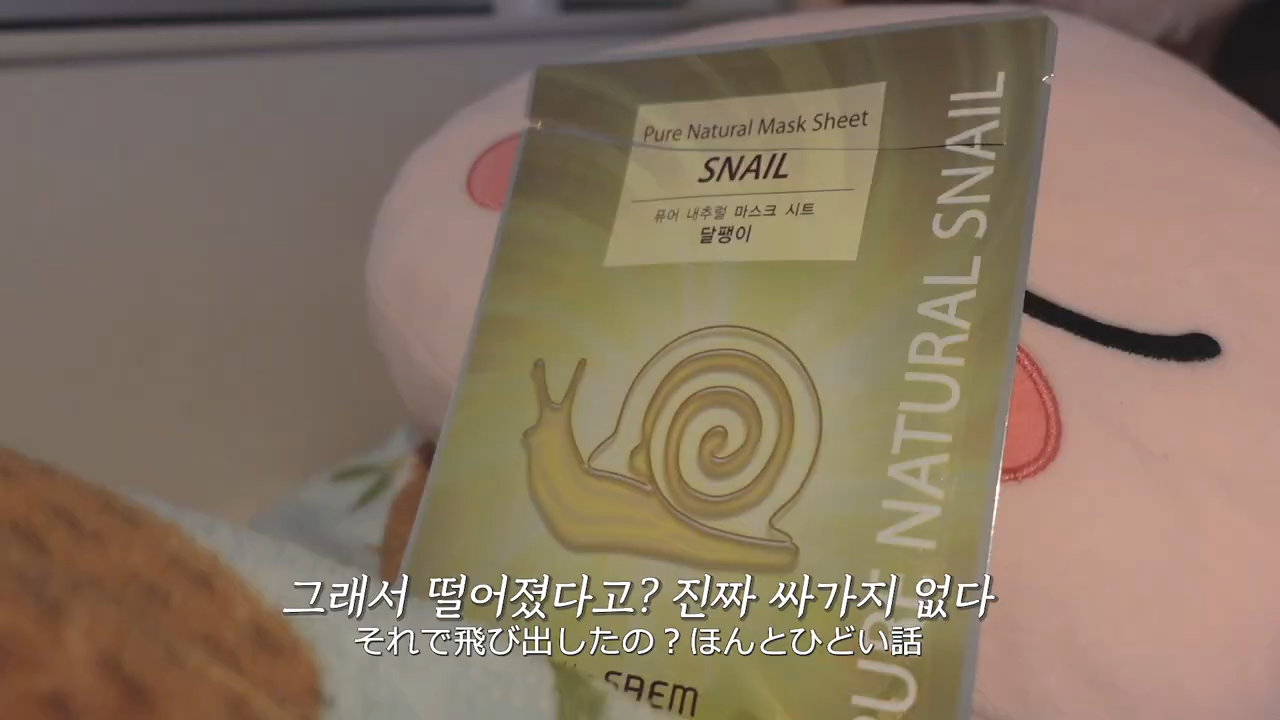 Pure Natural Mask Sheet
SNAIL
퓨어 내추럴 마스크 시트
달팽이
PURE NATURAL SNAIL
그래서 떨어졌다고? 진짜 싸가지 없다
それで飛び出したの？ほんとひどい話
the SAEM